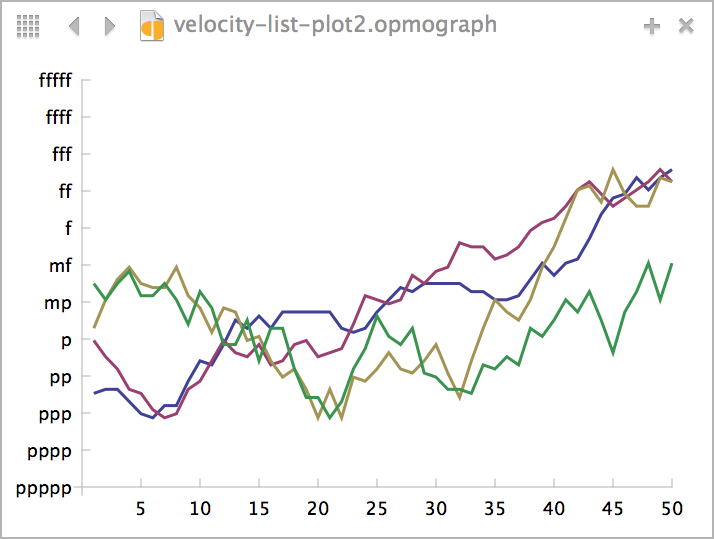 velocity-list-plot2.opmograph
fffff
ffff
fff
ff
f
mf
mp
p
pp
ppp
pppp
ppppp
5 10 15 20 25 30 35 40 45 50